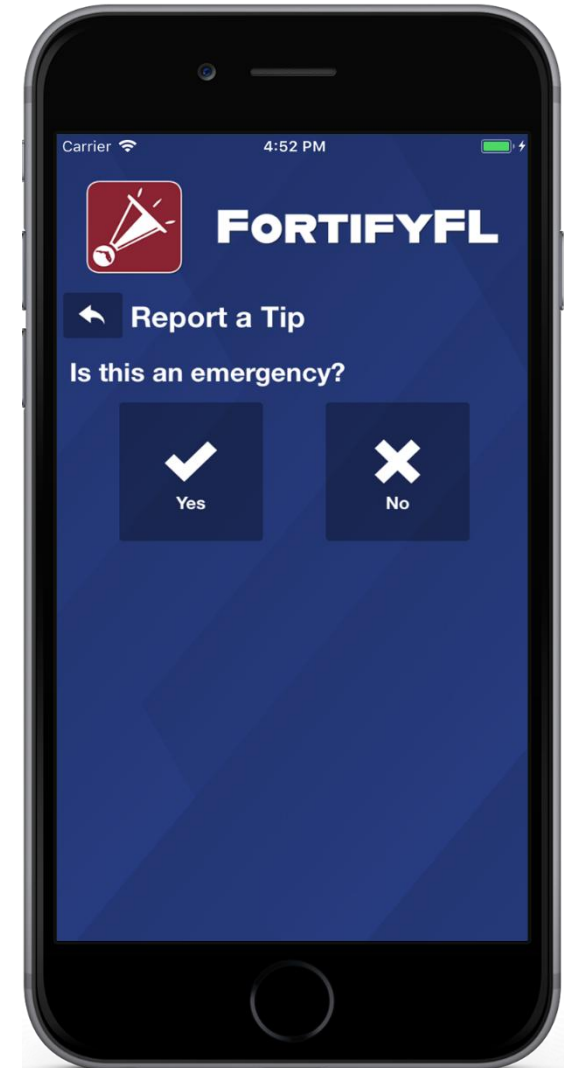 Carrier 4:52 PM
FORTIFYFL
Report a Tip
Is this an emergency?
Yes No